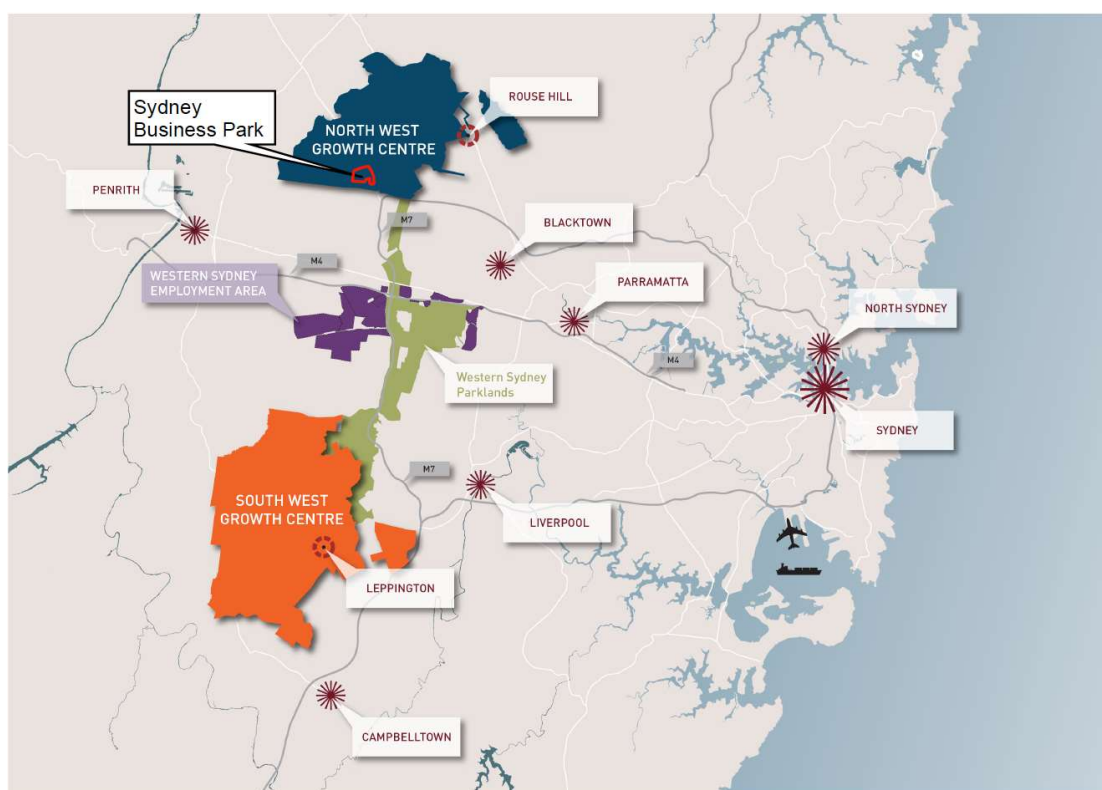 Sydney
Business Park
ROUSE HILL
NORTH WEST
GROWTH CENTRE
PENRITH
M7
BLACKTOWN
M4
WESTERN SYDNEY
EMPLOYMENT AREA
PARRAMATTA
NORTH SYDNEY
M4
Western Sydney
Parklands
SYDNEY
M7
SOUTH WEST
GROWTH CENTRE
LIVERPOOL
LEPPINGTON
CAMPBELLTOWN